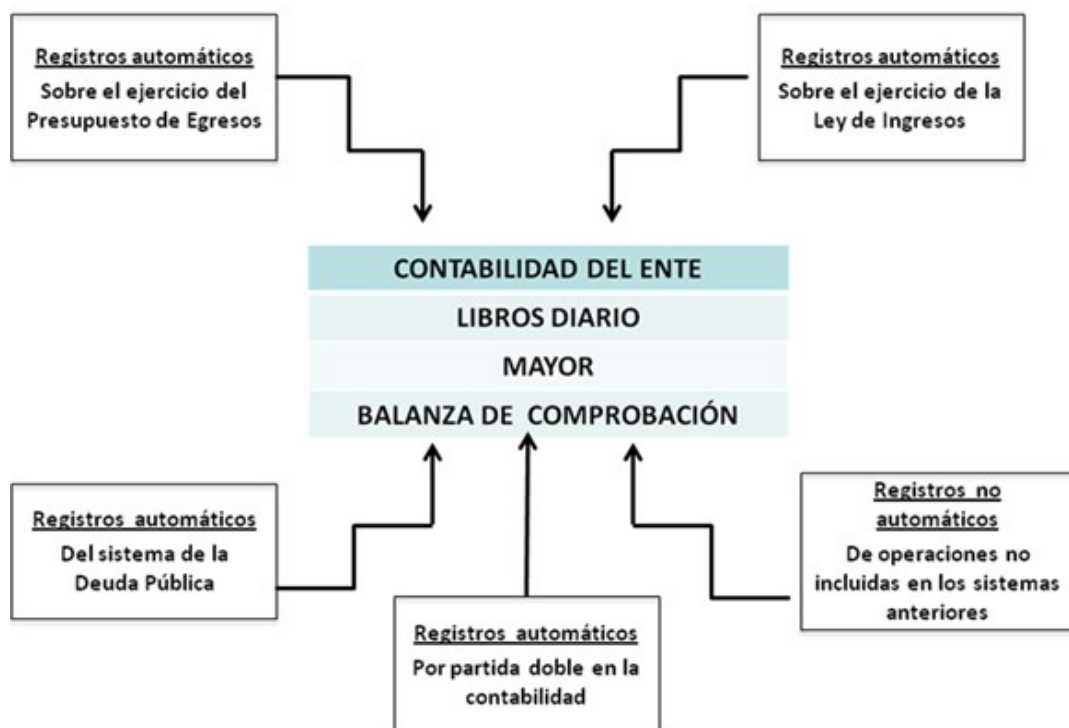 Registros automáticos
Sobre el ejercicio del
Presupuesto de Egresos
Registros automáticos
Sobre el ejercicio de la
Ley de Ingresos
CONTABILIDAD DEL ENTE
LIBROS DIARIO
MAYOR
BALANZA DE COMPROBACIÓN
Registros automáticos
Del sistema de la
Deuda Pública
Registros automáticos
Por partida doble en la
contabilidad
Registros no
automáticos
De operaciones no
incluidas en los sistemas
anteriores